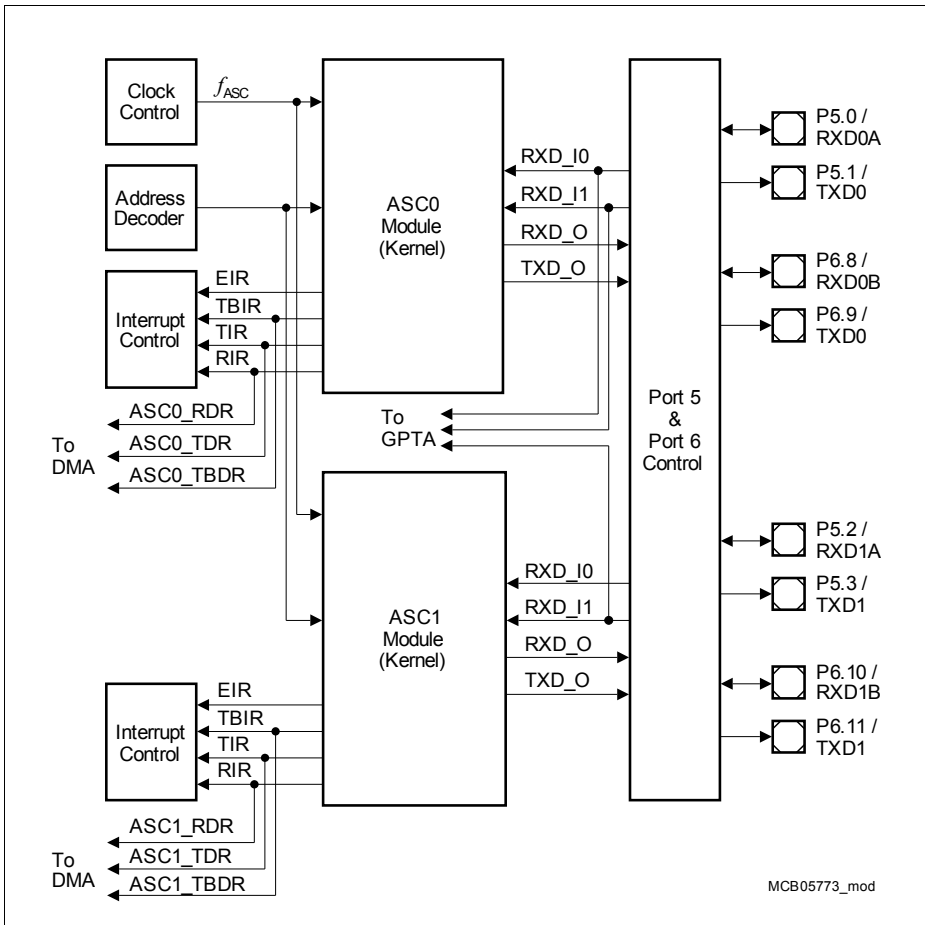 Clock
Control
fASC
Address
Decoder
ASC0
Module
(Kernel)
RXD_I0
RXD_I1
RXD_O
TXD_O
Interrupt
Control
EIR
TBIR
TIR
RIR
To
DMA
ASC0_RDR
ASC0_TDR
ASC0_TBDR
To
GPTA
Port 5
&
Port 6
Control
P5.0 /
RXD0A
P5.1 /
TXD0
P6.8 /
RXD0B
P6.9 /
TXD0
ASC1
Module
(Kernel)
RXD_I0
RXD_I1
RXD_O
TXD_O
P5.2 /
RXD1A
P5.3 /
TXD1
P6.10 /
RXD1B
P6.11 /
TXD1
Interrupt
Control
EIR
TBIR
TIR
RIR
To
DMA
ASC1_RDR
ASC1_TDR
ASC1_TBDR
MCB05773_mod